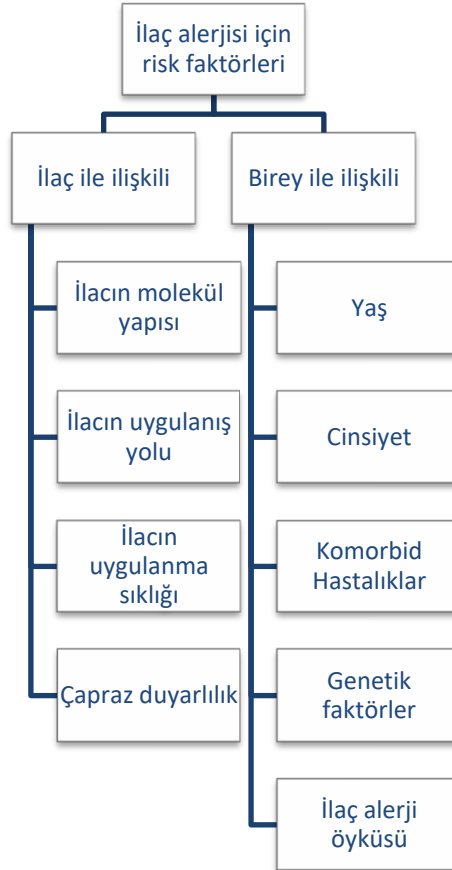 İlaç alerjisi için
risk faktörleri
İlaç ile ilişkili
Birey ile ilişkili
İlacın molekül
yapısı
İlacın uygulanış
yolu
İlacın
uygulanma
sıklığı
Çapraz duyarlılık
Yaş
Cinsiyet
Komorbid
Hastalıklar
Genetik
faktörler
İlaç alerji
öyküsü